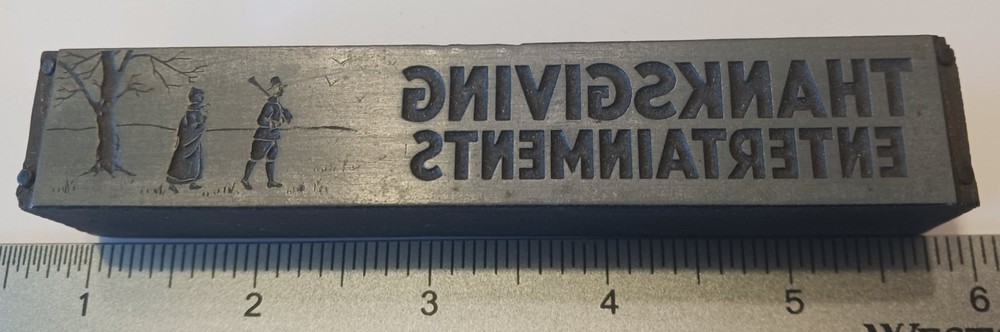 THANKSGIVING
ENTERTAINMENTS
1 2 3 4 5 6